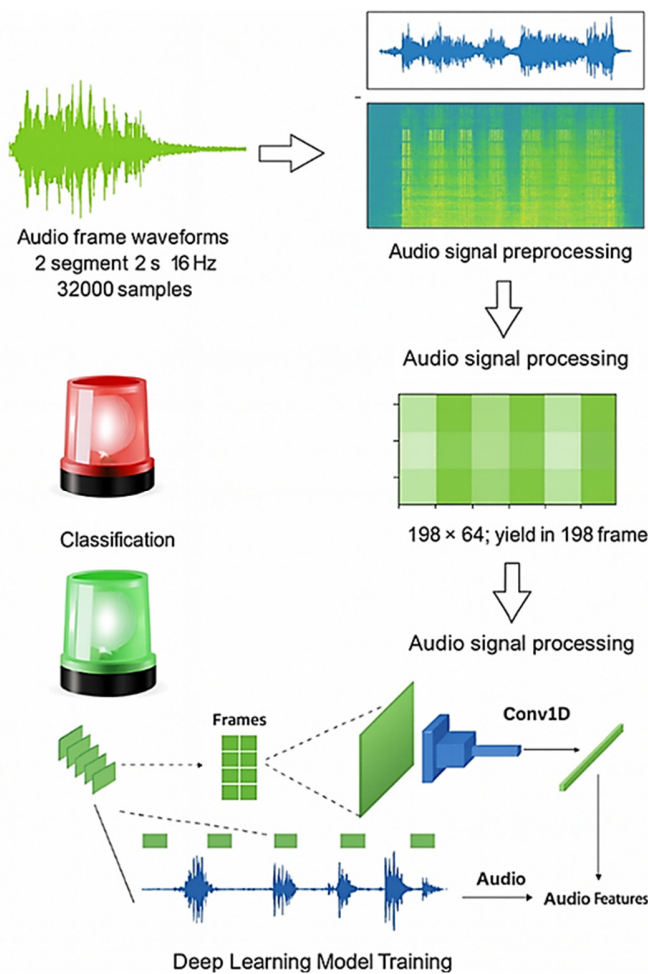 Audio frame waveforms
2 segment 2 s 16 Hz
32000 samples
Audio signal preprocessing
Audio signal processing
198 × 64; yield in 198 frame
Audio signal processing
Classification
Frames
Conv1D
Audio
Audio Features
Deep Learning Model Training